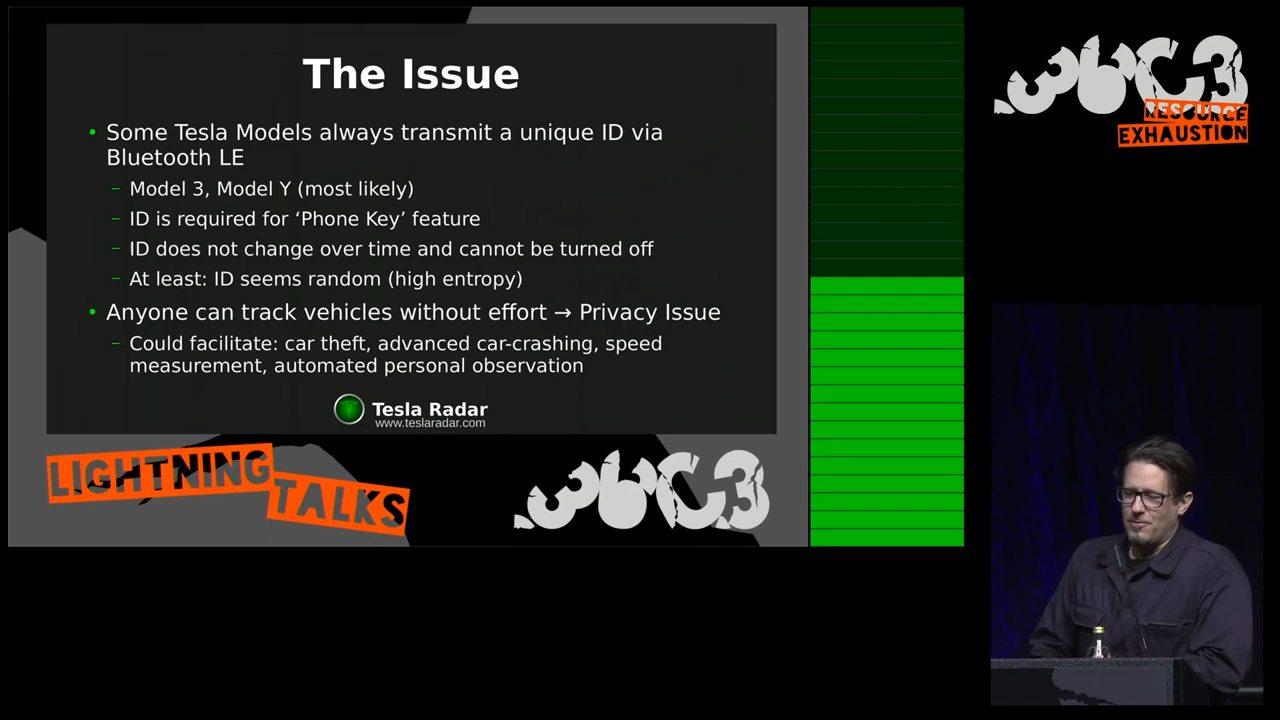 The Issue
• Some Tesla Models always transmit a unique ID via
Bluetooth LE
– Model 3, Model Y (most likely)
– ID is required for ‘Phone Key’ feature
– ID does not change over time and cannot be turned off
– At least: ID seems random (high entropy)
• Anyone can track vehicles without effort → Privacy Issue
– Could facilitate: car theft, advanced car-crashing, speed
measurement, automated personal observation
Tesla Radar
www.teslaradar.com
LIGHTNING
TALKS
36C3
36C3
RESOURCE
EXHAUSTION